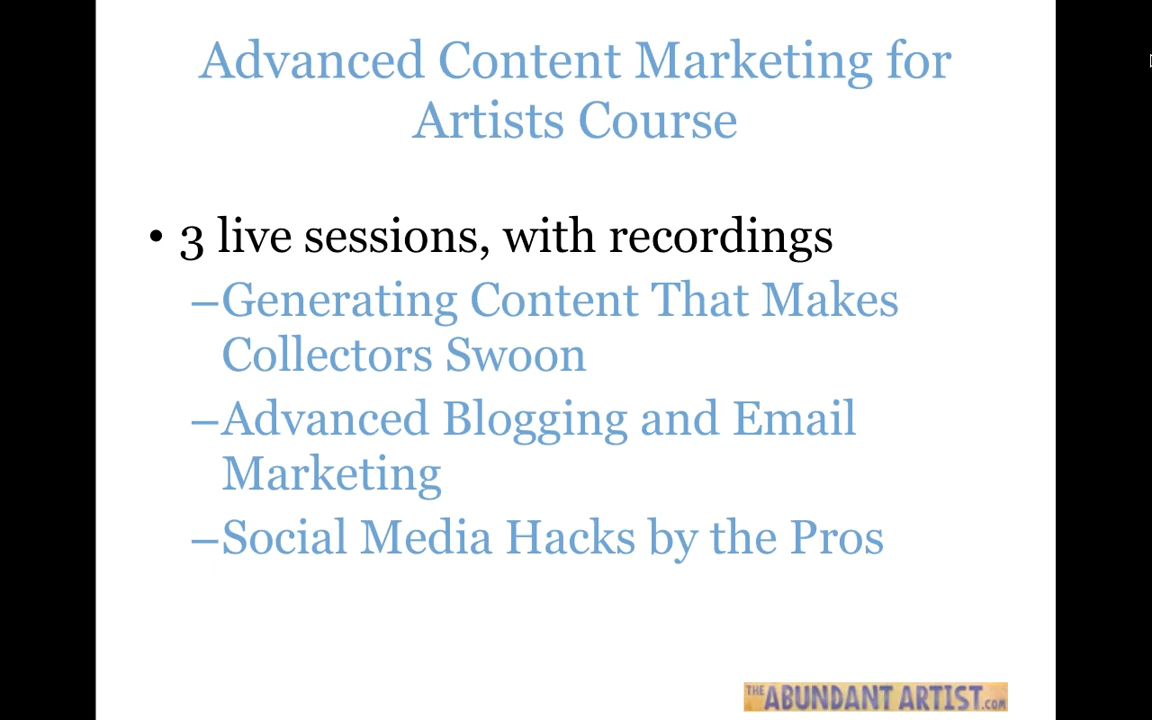 Advanced Content Marketing for
Artists Course
• 3 live sessions, with recordings
–Generating Content That Makes
Collectors Swoon
–Advanced Blogging and Email
Marketing
–Social Media Hacks by the Pros
THE ABUNDANT ARTIST.COM